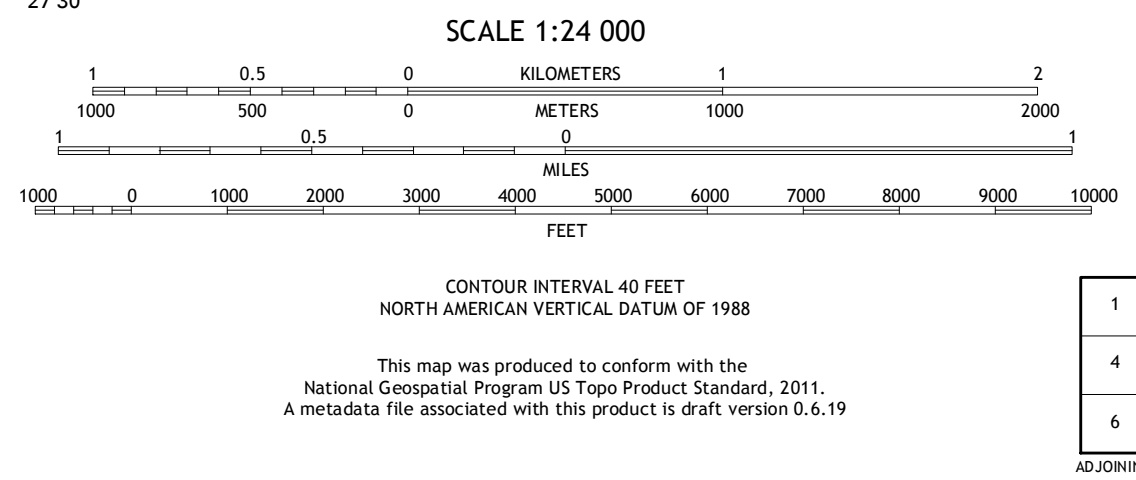 27'30"
SCALE 1:24 000
1 0.5 0 KILOMETERS 1 2
1000 500 0 METERS 1000 2000
1 0.5 0 1
MILES
1000 0 1000 2000 3000 4000 5000 6000 7000 8000 9000 10000
FEET
CONTOUR INTERVAL 40 FEET
NORTH AMERICAN VERTICAL DATUM OF 1988
This map was produced to conform with the
National Geospatial Program US Topo Product Standard, 2011.
A metadata file associated with this product is draft version 0.6.19
1
4
6